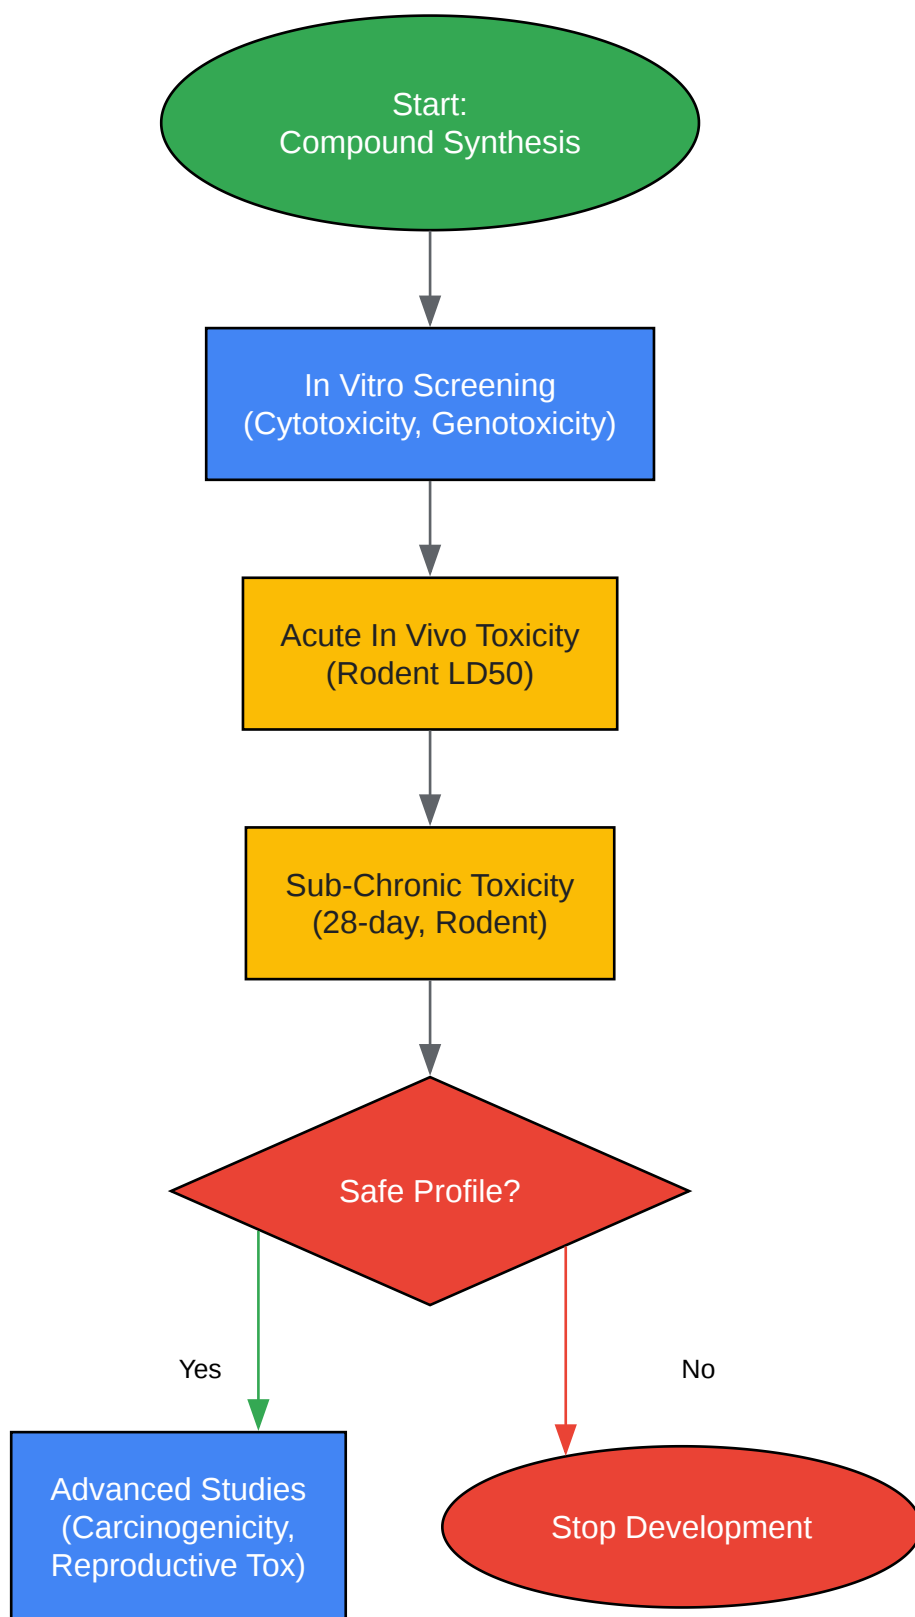 Start:
Compound Synthesis
In Vitro Screening
(Cytotoxicity, Genotoxicity)
Acute In Vivo Toxicity
(Rodent LD50)
Sub-Chronic Toxicity
(28-day, Rodent)
Safe Profile?
Yes
No
Advanced Studies
(Carcinogenicity,
Reproductive Tox)
Stop Development